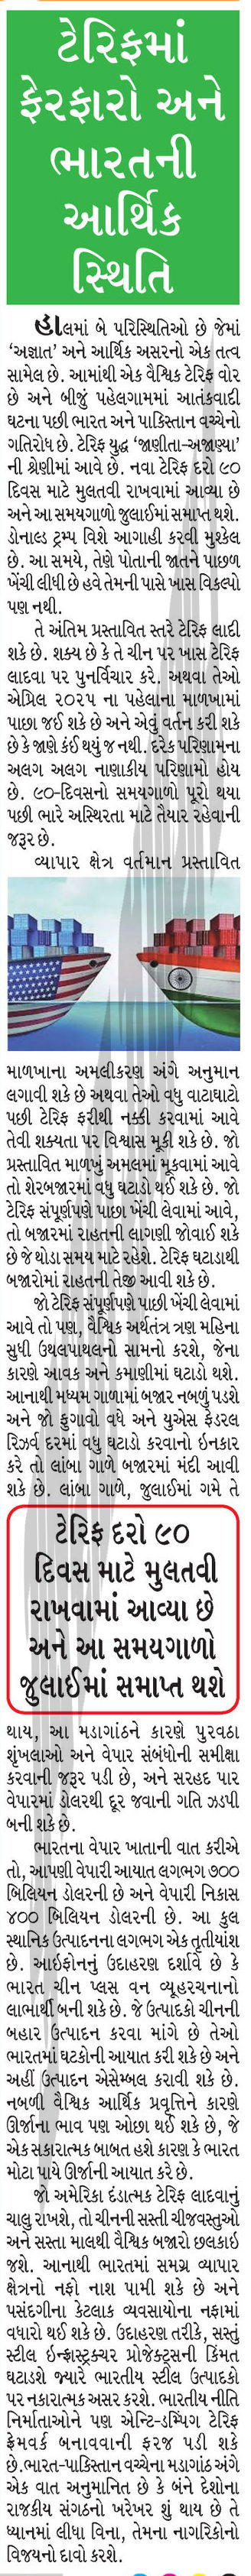 ટેરિફમાં
ફેરફારો અને
ભારતની
આર્થિક
સ્થિતિ
હાલમાં બે પરિસ્થિતિઓ છે જેમાં
‘અજ્ઞાત’ અને આર્થિક અસરનો એક તત્વ
સામેલ છે. આમાંથી એક વૈશ્વિક ટેરિફ વોર
છે અને બીજું પહેલગામમાં આતંકવાદી
ઘટના પછી ભારત અને પાકિસ્તાન વચ્ચેનો
ગતિરોધ છે. ટેરિફ યુદ્ધ ‘જાણીતા-અજાણ્યા’
ની શ્રેણીમાં આવે છે. નવા ટેરિફ દરો ૯૦
દિવસ માટે મુલતવી રાખવામાં આવ્યા છે
અને આ સમયગાળો જુલાઈમાં સમાપ્ત થશે.
ડોનાલ્ડ ટ્રમ્પ વિશે આગાહી કરવી મુશ્કેલ
છે. આ સમયે, તેણે પોતાની જાતને પાછળ
ખેંચી લીધી છે હવે તેમની પાસે ખાસ વિકલ્પો
પણ નથી.
તે અંતિમ પ્રસ્તાવિત સ્તરે ટેરિફ લાદી
શકે છે. શક્ય છે કે તે ચીન પર ખાસ ટેરિફ
લાદવા પર પુનર્વિચાર કરે. અથવા તેઓ
એપ્રિલ ૨૦૨૫ ના પહેલાના માળખામાં
પાછા જઈ શકે છે અને એવું વર્તન કરી શકે
છે કે જાણે કંઈ થયું જ નથી. દરેક પરિણામના
અલગ અલગ નાણાકીય પરિણામો હોય
છે. ૯૦-દિવસનો સમયગાળો પૂરો થયા
પછી ભારે અસ્થિરતા માટે તૈયાર રહેવાની
જરૂર છે.
વ્યાપાર ક્ષેત્ર વર્તમાન પ્રસ્તાવિત
માળખાના અમલીકરણ અંગે અનુમાન
લગાવી શકે છે અથવા તેઓ વધુ વાટાઘાટો
પછી ટેરિફ ફરીથી નક્કી કરવામાં આવે
તેવી શક્યતા પર વિશ્વાસ મૂકી શકે છે. જો
પ્રસ્તાવિત માળખું અમલમાં મૂકવામાં આવે
તો શેરબજારમાં વધુ ઘટાડો થઈ શકે છે. જો
ટેરિફ સંપૂર્ણપણે પાછા ખેંચી લેવામાં આવે,
તો બજારમાં રાહતની લાગણી જોવાઈ શકે
છે જે થોડા સમય માટે રહેશે. ટેરિફ ઘટાડાથી
બજારોમાં રાહતની તેજી આવી શકે છે.
જો ટેરિફ સંપૂર્ણપણે પાછી ખેંચી લેવામાં
આવે તો પણ, વૈશ્વિક અર્થતંત્ર ત્રણ મહિના
સુધી ઉથલપાથલનો સામનો કરશે, જેના
કારણે આવક અને કમાણીમાં ઘટાડો થશે.
આનાથી મધ્યમ ગાળામાં બજાર નબળું પડશે
અને જો ફુગાવો વધે અને યુએસ ફેડરલ
રિઝર્વ દરમાં વધુ ઘટાડો કરવાનો ઇનકાર
કરે તો લાંબા ગાળે બજારમાં મંદી આવી
શકે છે. લાંબા ગાળે, જુલાઈમાં ગમે તે
ટેરિફ દરો ૯૦
દિવસ માટે મુલતવી
રાખવામાં આવ્યા છે
અને આ સમયગાળો
જુલાઈમાં સમાપ્ત થશે
થાય, આ મડાગાંઠને કારણે પુરવઠા
શૃંખલાઓ અને વેપાર સંબંધોની સમીક્ષા
કરવાની જરૂર પડી છે, અને સરહદ પાર
વેપારમાં ડોલરથી દૂર જવાની ગતિ ઝડપી
બની શકે છે.
ભારતના વેપાર ખાતાની વાત કરીએ
તો, આપણી વેપારી આયાત લગભગ ૭૦૦
બિલિયન ડોલરની છે અને વેપારી નિકાસ
૪૦૦ બિલિયન ડોલરની છે. આ કુલ
સ્થાનિક ઉત્પાદનના લગભગ એક તૃતીયાંશ
છે. આઇફોનનું ઉદાહરણ દર્શાવે છે કે
ભારત ચીન પ્લસ વન વ્યૂહરચનાનો
લાભાર્થી બની શકે છે. જે ઉત્પાદકો ચીનની
બહાર ઉત્પાદન કરવા માંગે છે તેઓ
ભારતમાં ઘટકોની આયાત કરી શકે છે અને
અહીં ઉત્પાદન એસેમ્બલ કરાવી શકે છે.
નબળી વૈશ્વિક આર્થિક પ્રવૃત્તિને કારણે
ઊર્જાના ભાવ પણ ઓછા થઈ શકે છે, જે
એક સકારાત્મક બાબત હશે કારણ કે ભારત
મોટા પાયે ઊર્જાની આયાત કરે છે.
જો અમેરિકા દંડાત્મક ટેરિફ લાદવાનું
ચાલુ રાખશે, તો ચીનની સસ્તી ચીજવસ્તુઓ
અને સસ્તા માલથી વૈશ્વિક બજારો છલકાઇ
જશે. આનાથી ભારતમાં સમગ્ર વ્યાપાર
ક્ષેત્રનો નફો નાશ પામી શકે છે અને
પસંદગીના કેટલાક વ્યવસાયોના નફામાં
વધારો થઈ શકે છે. ઉદાહરણ તરીકે, સસ્તું
સ્ટીલ ઇન્ફ્રાસ્ટ્રક્ચર પ્રોજેક્ટ્સની કિંમત
ઘટાડશે જ્યારે ભારતીય સ્ટીલ ઉત્પાદકો
પર નકારાત્મક અસર કરશે. ભારતીય નીતિ
નિર્માતાઓને પણ એન્ટિ-ડમ્પિંગ ટેરિફ
ફ્રેમવર્ક બનાવવાની ફરજ પડી શકે
છે.ભારત-પાકિસ્તાન વચ્ચેના મડાગાંઠ અંગે
એક વાત અનુમાનિત છે કે બંને દેશોના
રાજકીય સંગઠનો ખરેખર શું થાય છે તે
ધ્યાનમાં લીધા વિના, તેમના નાગરિકોનો
વિજયનો દાવો કરશે.